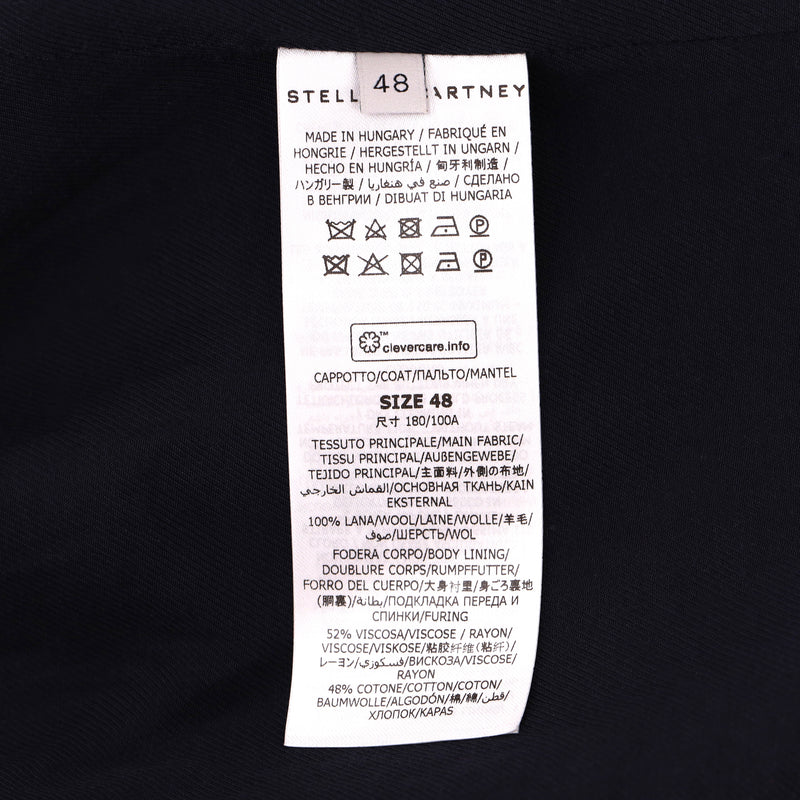 48
STELL ARTNEY
MADE IN HUNGARY / FABRIQUÉ EN
HONGRIE / HERGESTELLT IN UNGARN /
HECHO EN HUNGRÍA / 匈牙利制造 /
ハンガリー製 / صنع في هنغاريا / СДЕЛАНО
В ВЕНГРИИ / DIBUAT DI HUNGARIA
clevercare.info
CAPPOTTO/COAT/ПАЛЬТО/MANTEL
SIZE 48
尺寸 180/100A
TESSUTO PRINCIPALE/MAIN FABRIC/
TISSU PRINCIPAL/AUßENGEWEBE/
TEJIDO PRINCIPAL/主面料/外側の布地/
القماش الخارجي/ОСНОВНАЯ ТКАНЬ/KAIN
EKSTERNAL
100% LANA/WOOL/LAINE/WOLLE/羊毛/
صوف/ШЕРСТЬ/WOL
FODERA CORPO/BODY LINING/
DOUBLURE CORPS/RUMPFFUTTER/
FORRO DEL CUERPO/大身衬里/身ごろ裏地
(胴裏)/بطانة/ПОДКЛАДКА ПЕРЕДА И
СПИНКИ/FURING
52% VISCOSA/VISCOSE / RAYON/
VISCOSE/VISKOSE/粘胶纤维(粘纤)/
レーヨン/فسكوزي/ВИСКОЗА/VISCOSE/
RAYON
48% COTONE/COTTON/COTON/
BAUMWOLLE/ALGODÓN/棉/綿/قطن/
ХЛОПОК/KAPAS